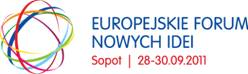 EUROPEJSKIE FORUM
NOWYCH IDEI
Sopot | 28-30.09.2011